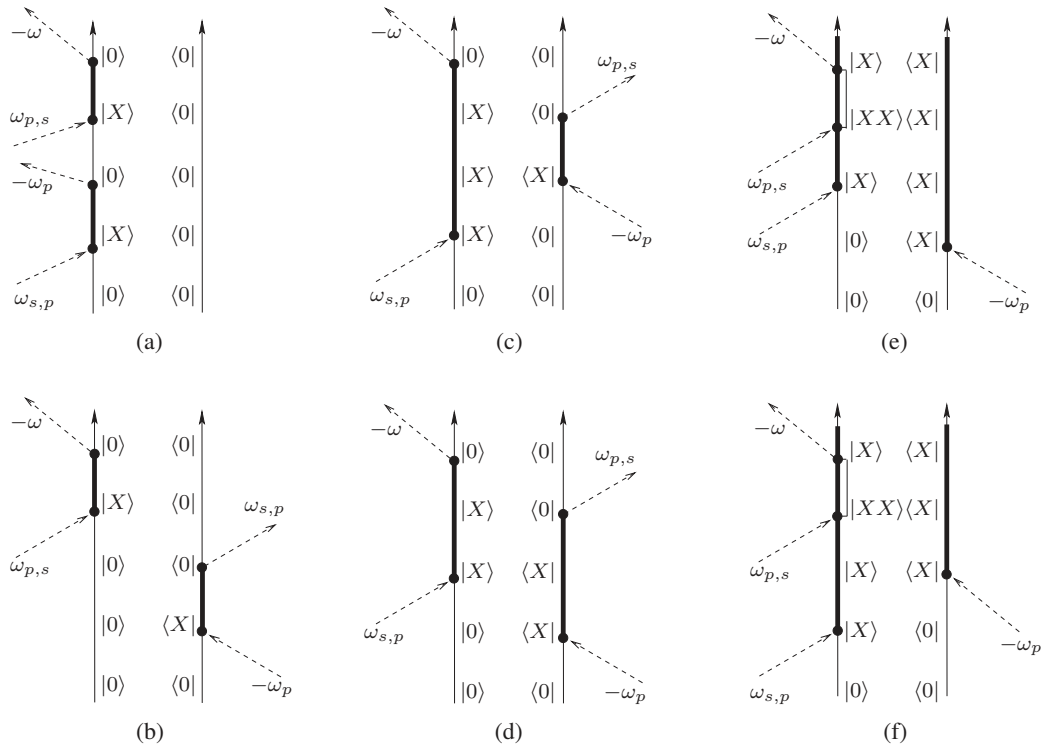 −ω |0⟩ ⟨0|
|X⟩ ⟨0|
ω_{p,s}
−ω_p |0⟩ ⟨0|
|X⟩ ⟨0|
ω_{s,p} |0⟩ ⟨0|
(a)
−ω |0⟩ ⟨0|
ω_{p,s}
|X⟩ ⟨0|
|X⟩ ⟨X|
|X⟩ ⟨0|
−ω_p
ω_{s,p} |0⟩ ⟨0|
(c)
−ω |X⟩ ⟨X|
|XX⟩ ⟨X|
ω_{p,s} |X⟩ ⟨X|
ω_{s,p} |0⟩ ⟨X|
|0⟩ ⟨0| −ω_p
(e)
−ω |0⟩ ⟨0|
|X⟩ ⟨0| ω_{s,p}
ω_{p,s} |0⟩ ⟨0|
|0⟩ ⟨X|
|0⟩ ⟨0| −ω_p
(b)
−ω |0⟩ ⟨0|
ω_{p,s}
|X⟩ ⟨0|
|X⟩ ⟨X|
ω_{s,p} |0⟩ ⟨X|
|0⟩ ⟨0| −ω_p
(d)
−ω |X⟩ ⟨X|
|XX⟩ ⟨X|
ω_{p,s} |X⟩ ⟨X|
|X⟩ ⟨0|
−ω_p
ω_{s,p} |0⟩ ⟨0|
(f)